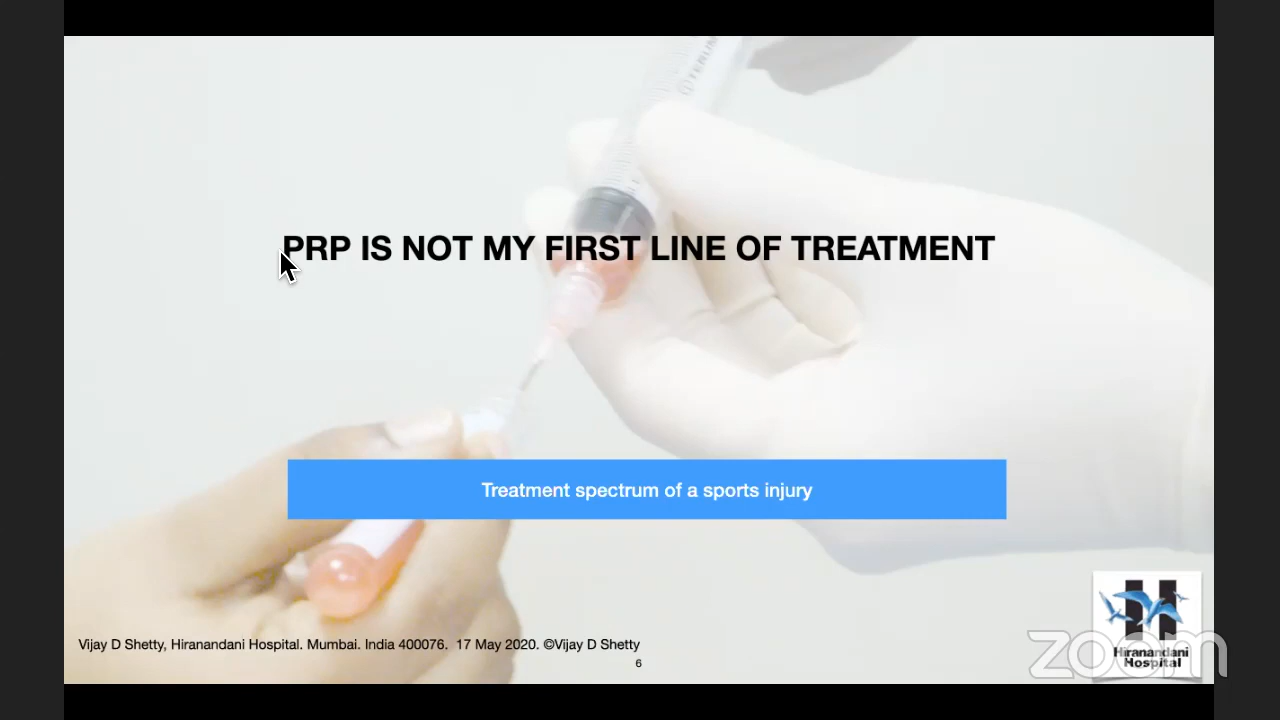 TERUM
PRP IS NOT MY FIRST LINE OF TREATMENT
Treatment spectrum of a sports injury
Vijay D Shetty, Hiranandani Hospital. Mumbai. India 400076. 17 May 2020. ©Vijay D Shetty
6
H
Hiranandani
Hospital
zoom